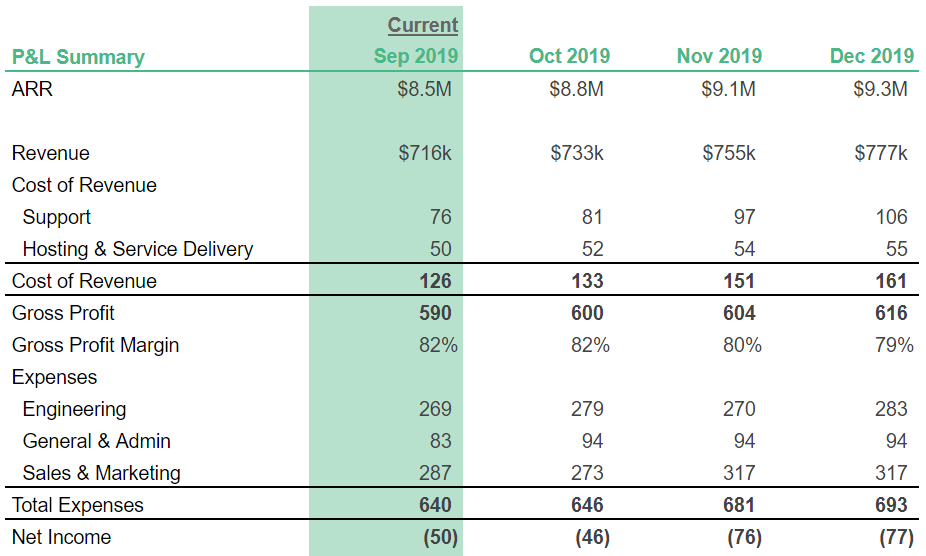 Current
P&L Summary Sep 2019 Oct 2019 Nov 2019 Dec 2019
ARR $8.5M $8.8M $9.1M $9.3M
Revenue $716k $733k $755k $777k
Cost of Revenue
Support 76 81 97 106
Hosting & Service Delivery 50 52 54 55
Cost of Revenue 126 133 151 161
Gross Profit 590 600 604 616
Gross Profit Margin 82% 82% 80% 79%
Expenses
Engineering 269 279 270 283
General & Admin 83 94 94 94
Sales & Marketing 287 273 317 317
Total Expenses 640 646 681 693
Net Income (50) (46) (76) (77)